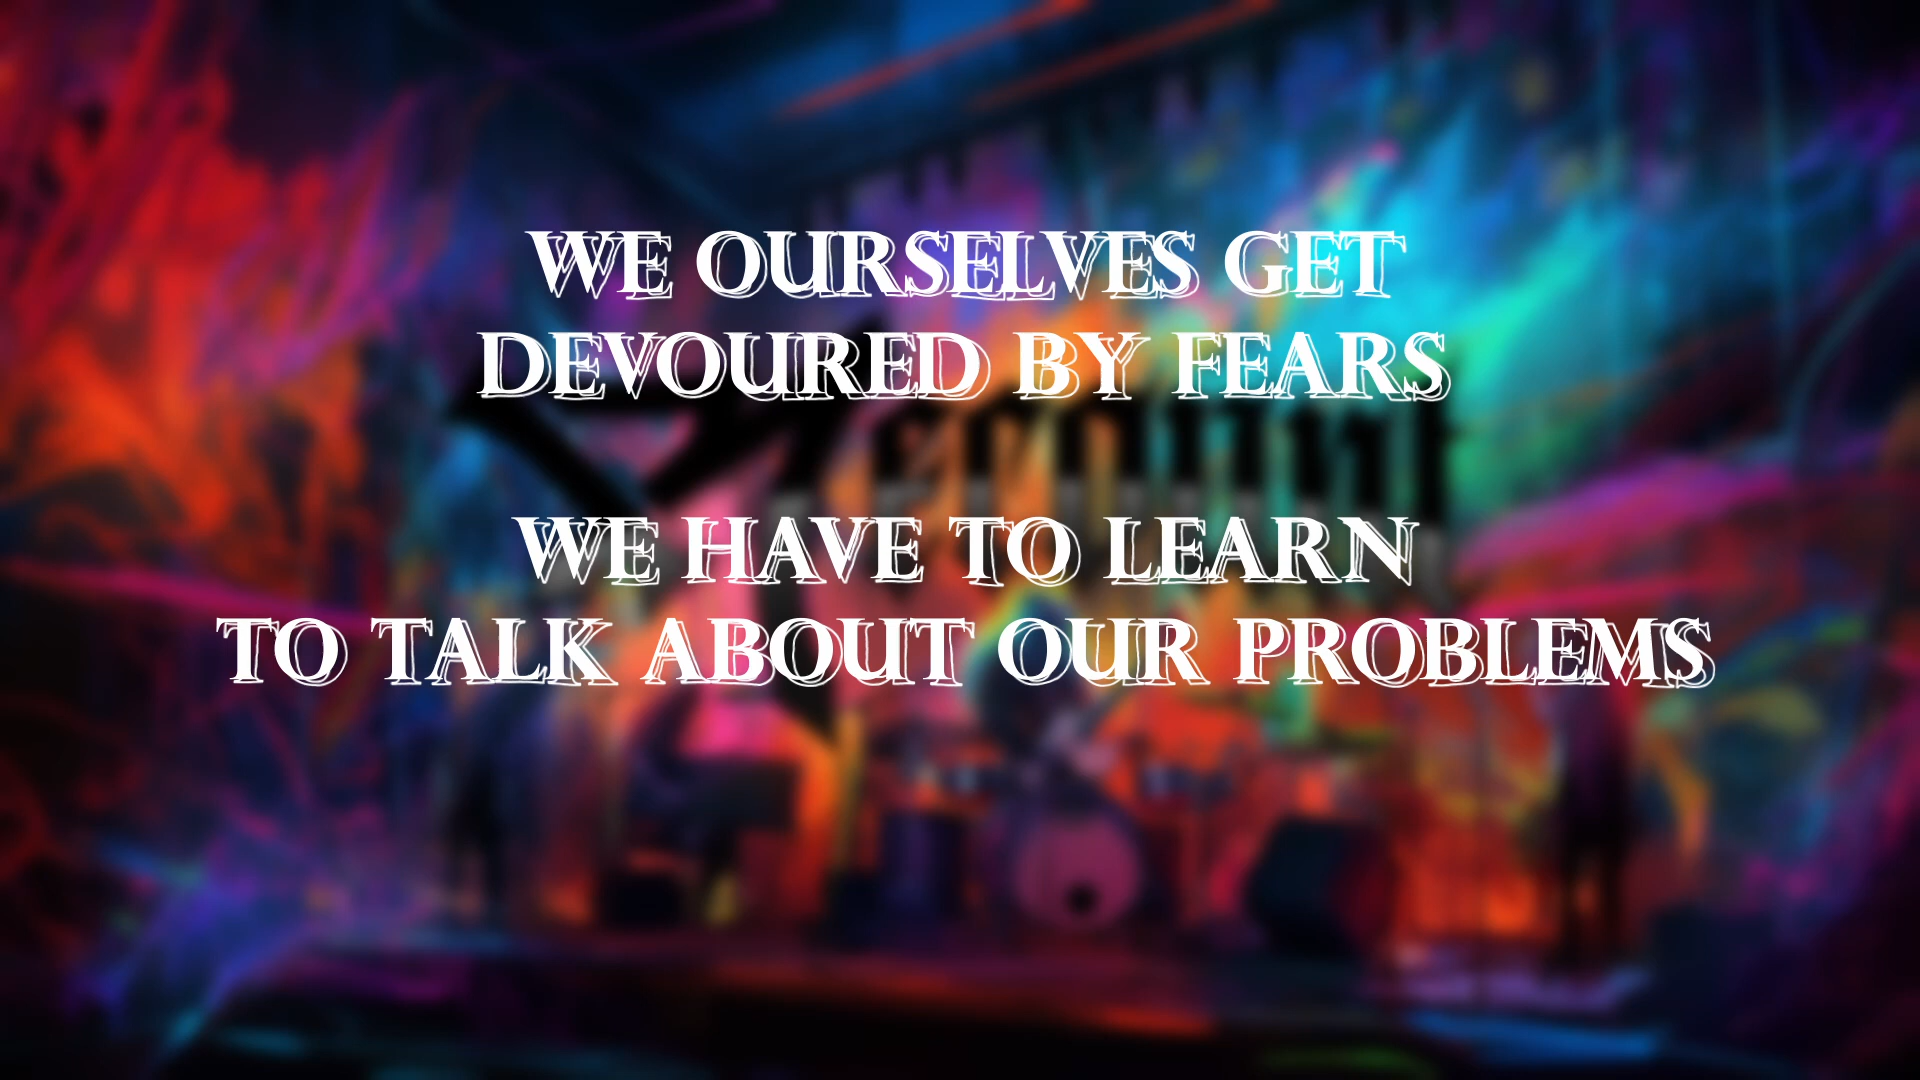 WE OURSELVES GET
DEVOURED BY FEARS
WE HAVE TO LEARN
TO TALK ABOUT OUR PROBLEMS